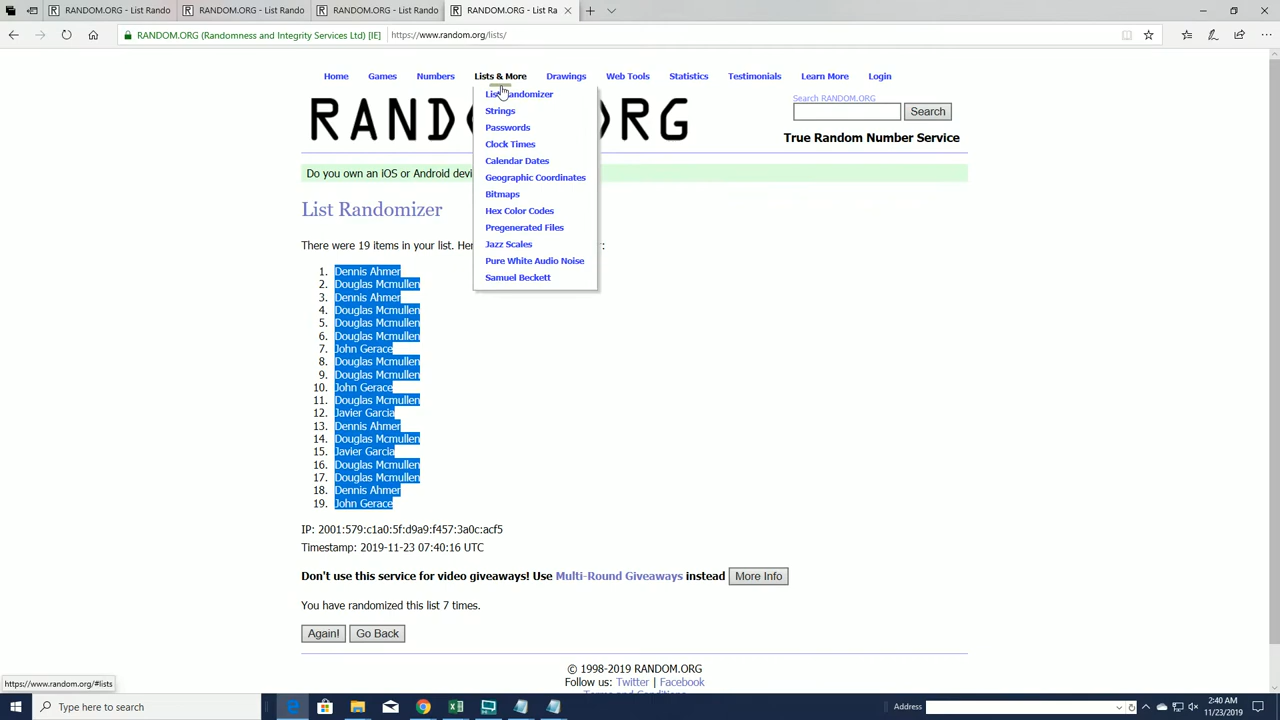 RANDOM.ORG - List Rando
RANDOM.ORG - List Rando
RANDOM.ORG - List Rando
RANDOM.ORG - List Ra
RANDOM.ORG (Randomness and Integrity Services Ltd) [IE]
https://www.random.org/lists/
Home Games Numbers Lists & More Drawings Web Tools Statistics Testimonials Learn More Login
List Randomizer
Strings
Passwords
Clock Times
Calendar Dates
Geographic Coordinates
Bitmaps
Hex Color Codes
Pregenerated Files
Jazz Scales
Pure White Audio Noise
Samuel Beckett
RAND ORG
Search RANDOM.ORG
Search
True Random Number Service
Do you own an iOS or Android devi
List Randomizer
There were 19 items in your list. Her :
1. Dennis Ahmer
2. Douglas Mcmullen
3. Dennis Ahmer
4. Douglas Mcmullen
5. Douglas Mcmullen
6. Douglas Mcmullen
7. John Gerace
8. Douglas Mcmullen
9. Douglas Mcmullen
10. John Gerace
11. Douglas Mcmullen
12. Javier Garcia
13. Dennis Ahmer
14. Douglas Mcmullen
15. Javier Garcia
16. Douglas Mcmullen
17. Douglas Mcmullen
18. Dennis Ahmer
19. John Gerace
IP: 2001:579:c1a0:5f:d9a9:f457:3a0c:acf5
Timestamp: 2019-11-23 07:40:16 UTC
Don't use this service for video giveaways! Use Multi-Round Giveaways instead More Info
You have randomized this list 7 times.
Again! Go Back
© 1998-2019 RANDOM.ORG
Follow us: Twitter | Facebook
Terms and Conditions
https://www.random.org/#lists
Type here to search
Address
2:40 AM
11/23/2019